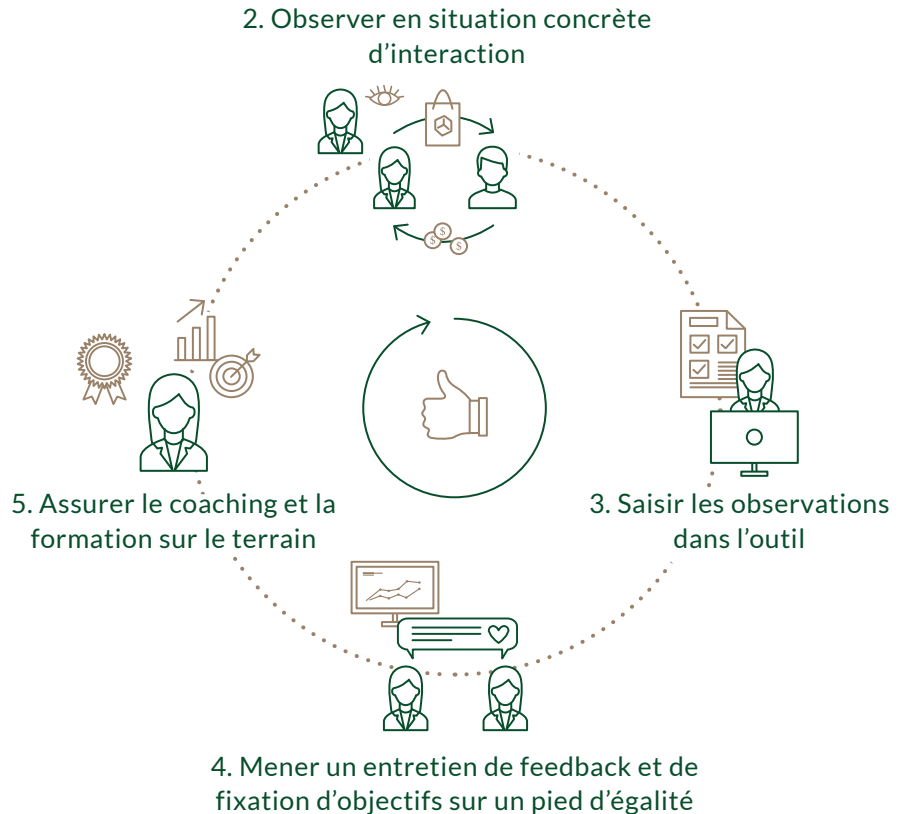 2. Observer en situation concrète
d’interaction
$ $ $
5. Assurer le coaching et la
formation sur le terrain
3. Saisir les observations
dans l’outil
4. Mener un entretien de feedback et de
fixation d’objectifs sur un pied d’égalité